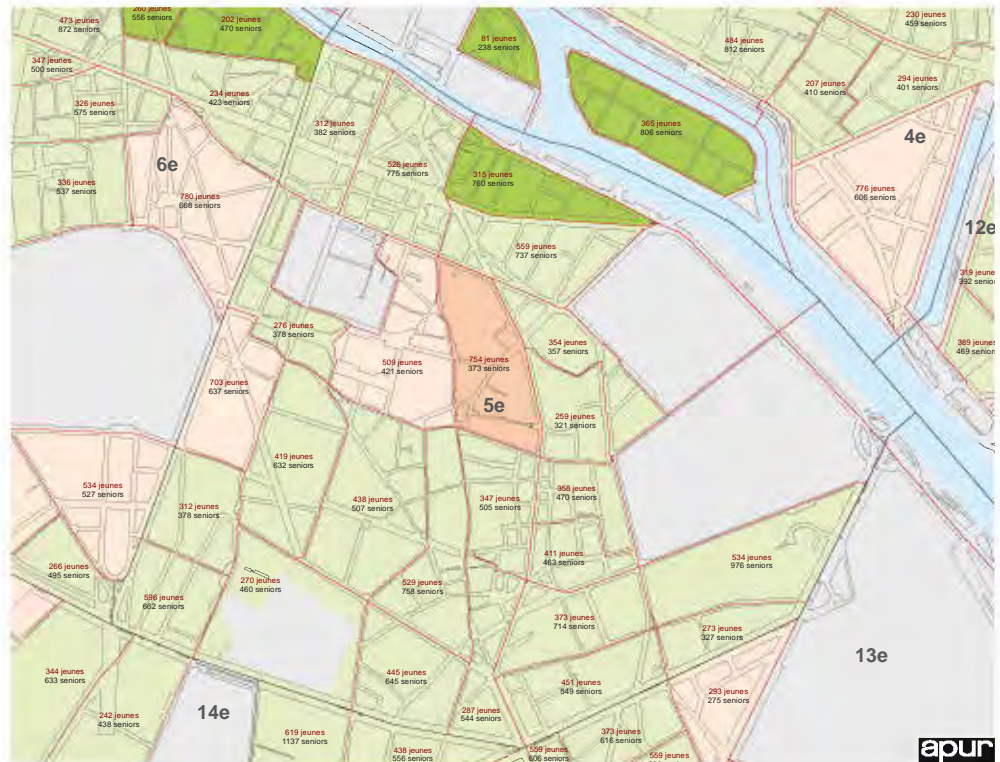 260 jeunes
556 seniors
202 jeunes
470 seniors
473 jeunes
872 seniors
81 jeunes
238 seniors
484 jeunes
812 seniors
230 jeunes
459 seniors
347 jeunes
500 seniors
234 jeunes
423 seniors
207 jeunes
410 seniors
294 jeunes
401 seniors
326 jeunes
575 seniors
312 jeunes
382 seniors
365 jeunes
806 seniors
4e
6e
526 jeunes
775 seniors
315 jeunes
760 seniors
336 jeunes
537 seniors
780 jeunes
668 seniors
776 jeunes
606 seniors
12e
559 jeunes
737 seniors
319 jeune
392 senior
276 jeunes
378 seniors
354 jeunes
357 seniors
389 jeune
469 senior
509 jeunes
421 seniors
754 jeunes
373 seniors
5e
703 jeunes
637 seniors
259 jeunes
321 seniors
419 jeunes
632 seniors
534 jeunes
527 seniors
312 jeunes
378 seniors
438 jeunes
507 seniors
347 jeunes
505 seniors
358 jeunes
470 seniors
411 jeunes
463 seniors
534 jeunes
976 seniors
266 jeunes
495 seniors
270 jeunes
460 seniors
529 jeunes
758 seniors
596 jeunes
662 seniors
373 jeunes
714 seniors
273 jeunes
327 seniors
13e
344 jeunes
633 seniors
445 jeunes
645 seniors
451 jeunes
549 seniors
293 jeunes
275 seniors
14e
242 jeunes
438 seniors
287 jeunes
544 seniors
619 jeunes
1137 seniors
373 jeunes
616 seniors
438 jeunes
556 seniors
559 jeunes
606 seniors
559 jeunes
apur